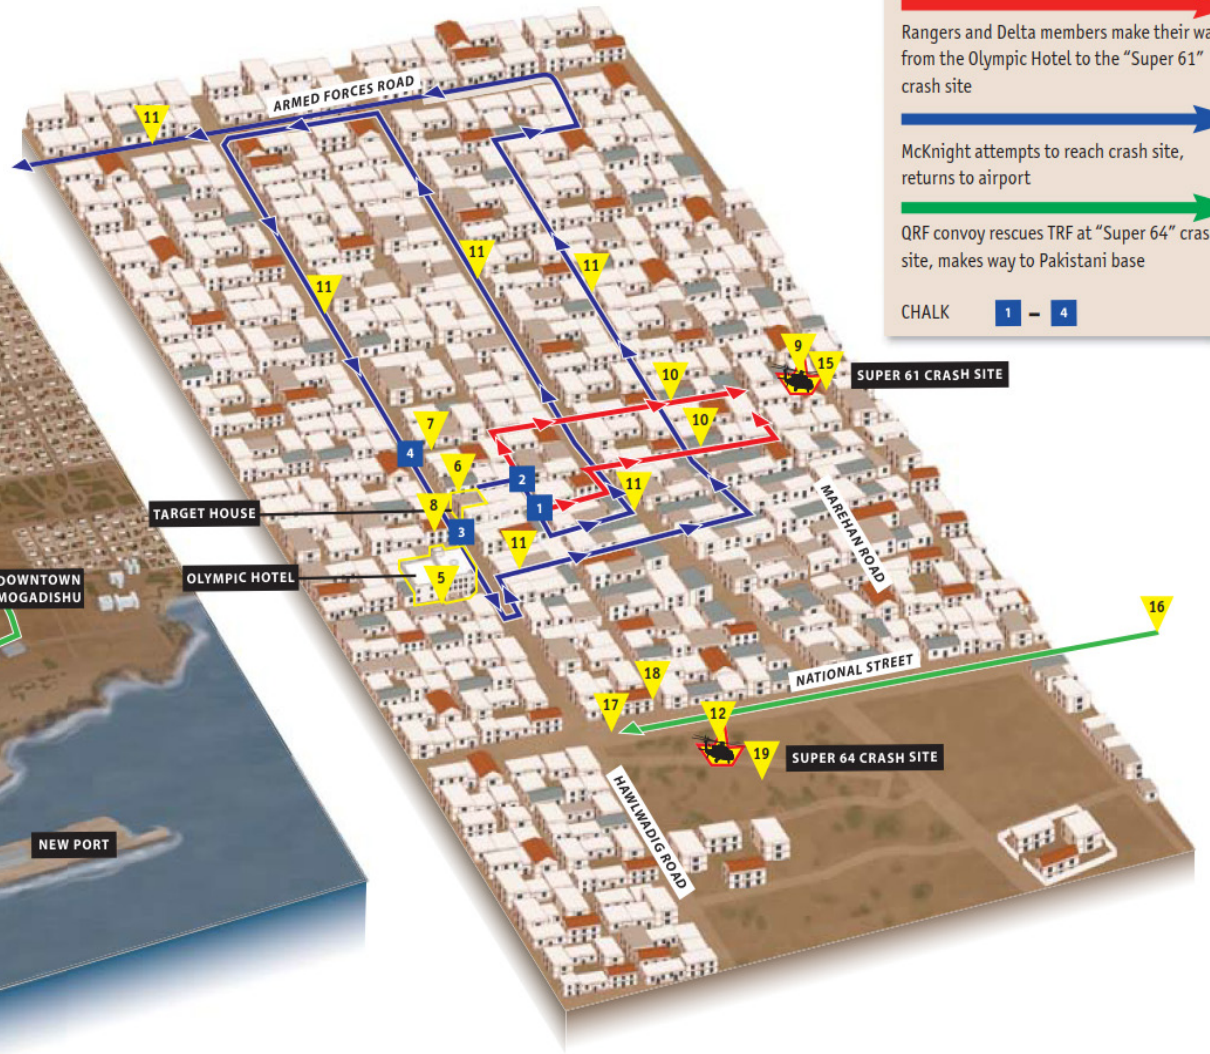 Rangers and Delta members make their wa
from the Olympic Hotel to the “Super 61”
crash site
McKnight attempts to reach crash site,
returns to airport
QRF convoy rescues TRF at “Super 64” cras
site, makes way to Pakistani base
CHALK 1 – 4
ARMED FORCES ROAD
11
11
11
11
9
15
SUPER 61 CRASH SITE
10
10
7
4
6
2
11
1
TARGET HOUSE
8
3
11
MAREHAN ROAD
OLYMPIC HOTEL
5
DOWNTOWN
MOGADISHU
16
NATIONAL STREET
18
17
12
19
SUPER 64 CRASH SITE
HAWLWADIG ROAD
NEW PORT